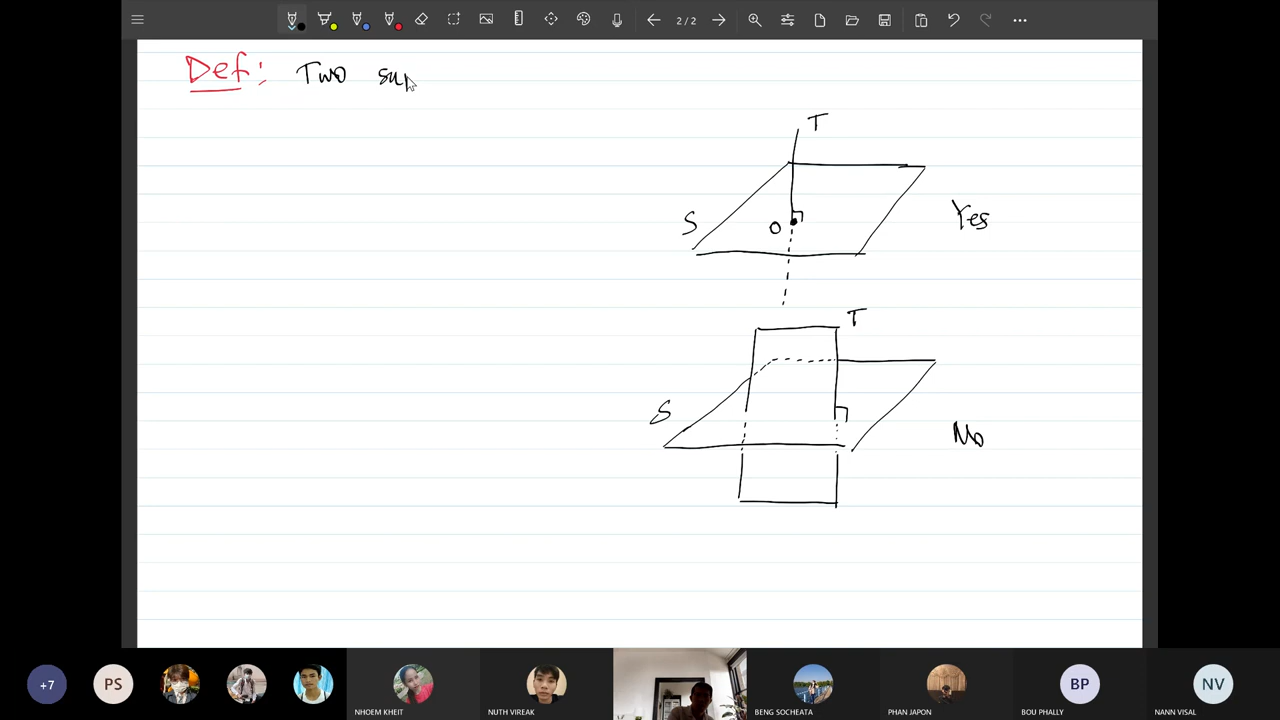 2 / 2
Def: Two sup
T
S
O
Yes
T
S
No
+7
PS
BP
NV
NHOEM KHEIT
NUTH VIREAK
BENG SOCHEATA
PHAN JAPON
BOU PHALLY
NANN VISAL